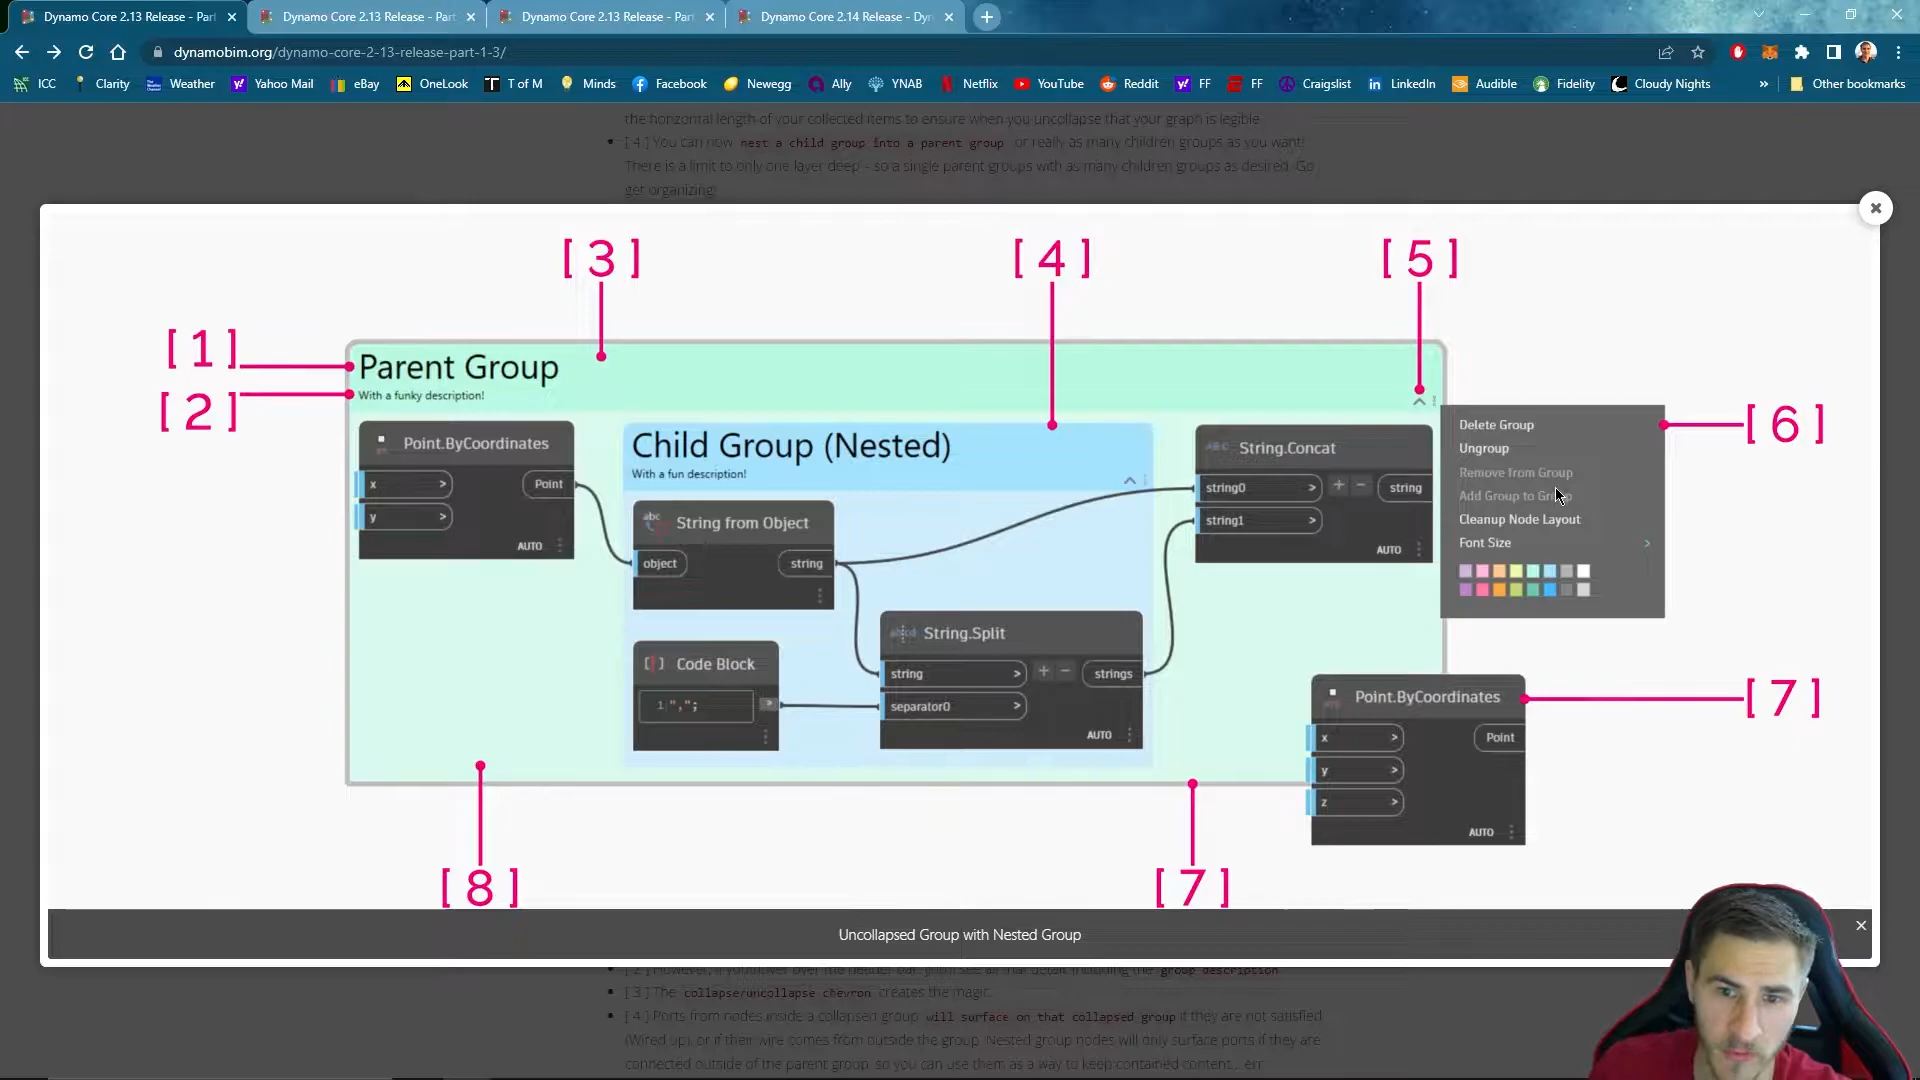 Dynamo Core 2.13 Release - Part
Dynamo Core 2.13 Release - Part
Dynamo Core 2.13 Release - Part
Dynamo Core 2.14 Release - Dyn
dynamobim.org/dynamo-core-2-13-release-part-1-3/
ICC Clarity Weather Yahoo Mail eBay OneLook T of M Minds Facebook Newegg Ally YNAB Netflix YouTube Reddit FF FF Craigslist LinkedIn Audible Fidelity Cloudy Nights » Other bookmarks
the horizontal length of your collected items to ensure when you uncollapse that your graph is legible.
[ 4 ] You can now nest a child group into a parent group or really as many children groups as you want!
There is a limit to only one layer deep – so a single parent groups with as many children groups as desired. Go
get organizing
[ 3 ]
[ 4 ]
[ 5 ]
[ 1 ]
[ 2 ]
Parent Group
With a funky description!
[ 6 ]
Point.ByCoordinates
x >
Point
y >
AUTO
Child Group (Nested)
With a fun description!
abc
String from Object
object
string
Code Block
1 ",";
>
String.Split
string >
+ -
strings
separator0 >
AUTO
ABC
String.Concat
string0 >
+ -
string
string1 >
AUTO
Delete Group
Ungroup
Remove from Group
Cleanup Node Layout
Font Size >
Point.ByCoordinates
x >
Point
y >
z >
AUTO
[ 7 ]
[ 8 ]
[ 7 ]
Uncollapsed Group with Nested Group
group description
[ 3 ] The collapse/uncollapse chevron creates the magic.
[ 4 ] Ports from nodes inside a collapsed group will surface on that collapsed group if they are not satisfied
(Wired up), or if their wire comes from outside the group. Nested group nodes will only surface ports if they are
connected outside of the parent group, so you can use them as a way to keep contained content... err